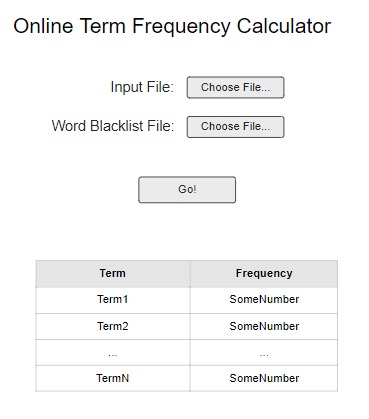 Online Term Frequency Calculator
Input File: Choose File...
Word Blacklist File: Choose File...
Go!
Term Frequency
Term1 SomeNumber
Term2 SomeNumber
... ...
TermN SomeNumber